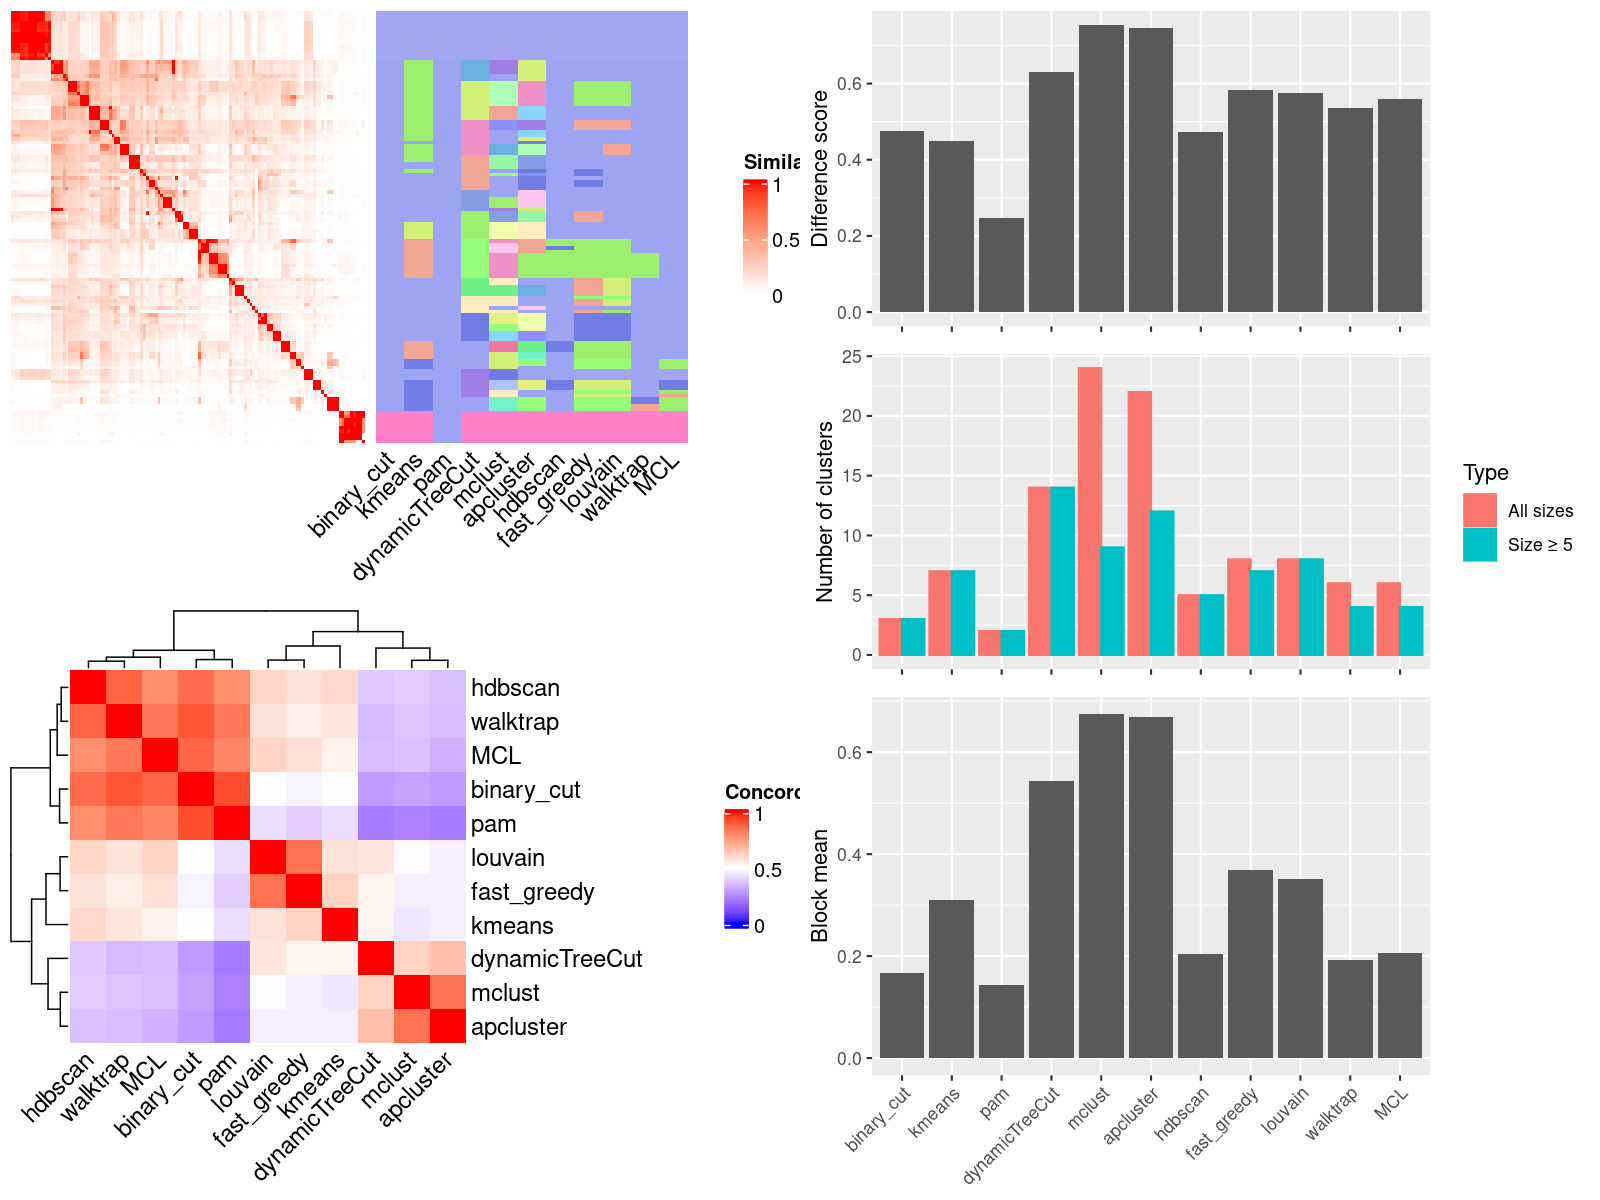 Simila
1
0.5
0
binary_cut
kmeans
pam
dynamicTreeCut
mclust
apcluster
hdbscan
fast_greedy
louvain
walktrap
MCL
Difference score
0.6
0.4
0.2
0.0
Number of clusters
25
20
15
10
5
0
Type
All sizes
Size ≥ 5
hdbscan
walktrap
MCL
binary_cut
pam
louvain
fast_greedy
kmeans
dynamicTreeCut
mclust
apcluster
hdbscan
walktrap
MCL
binary_cut
pam
louvain
fast_greedy
kmeans
dynamicTreeCut
mclust
apcluster
Concord
1
0.5
0
Block mean
0.6
0.4
0.2
0.0
binary_cut
kmeans
pam
dynamicTreeCut
mclust
apcluster
hdbscan
fast_greedy
louvain
walktrap
MCL